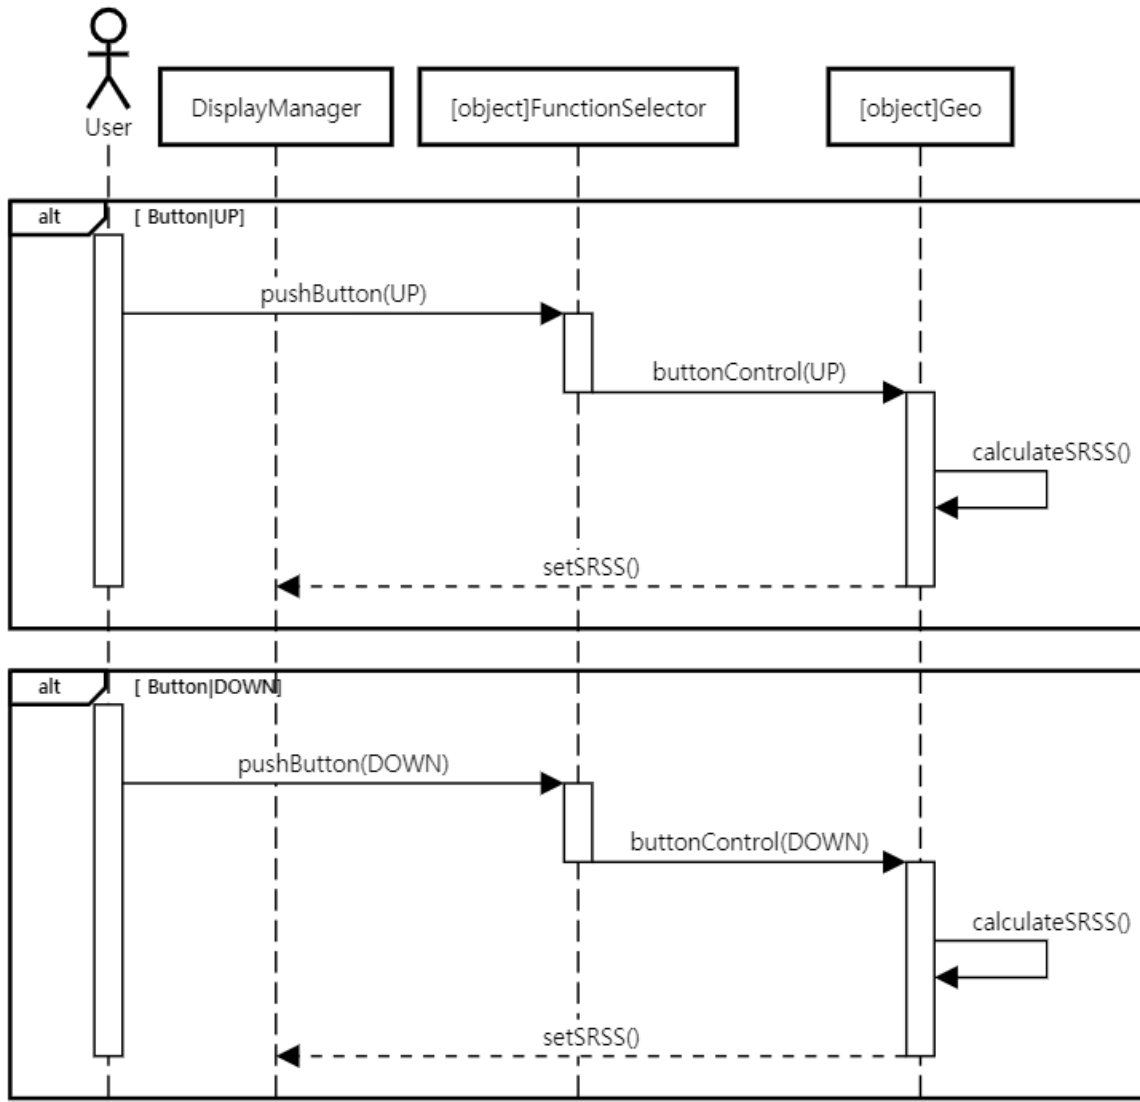 User
DisplayManager
[object]FunctionSelector
[object]Geo
alt
[ Button|UP]
pushButton(UP)
buttonControl(UP)
calculateSRSS()
setSRSS()
alt
[ Button|DOWN]
pushButton(DOWN)
buttonControl(DOWN)
calculateSRSS()
setSRSS()